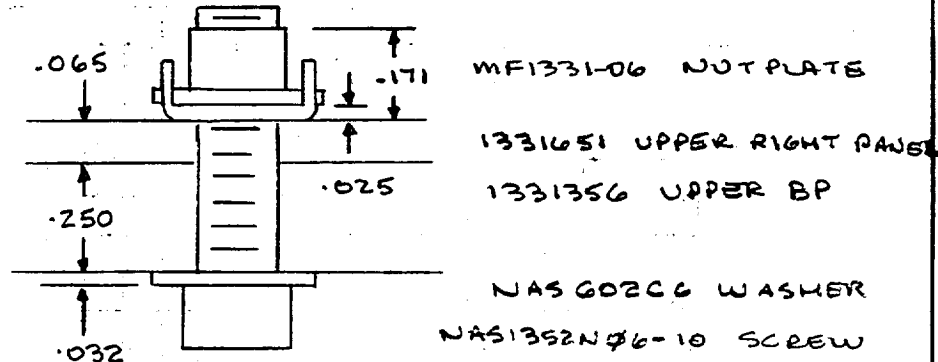 .065
.171
MF1331-06 NUTPLATE
1331651 UPPER RIGHT PANEL
.025
1331356 UPPER BP
.250
NAS602C6 WASHER
NAS1352N06-10 SCREW
.032